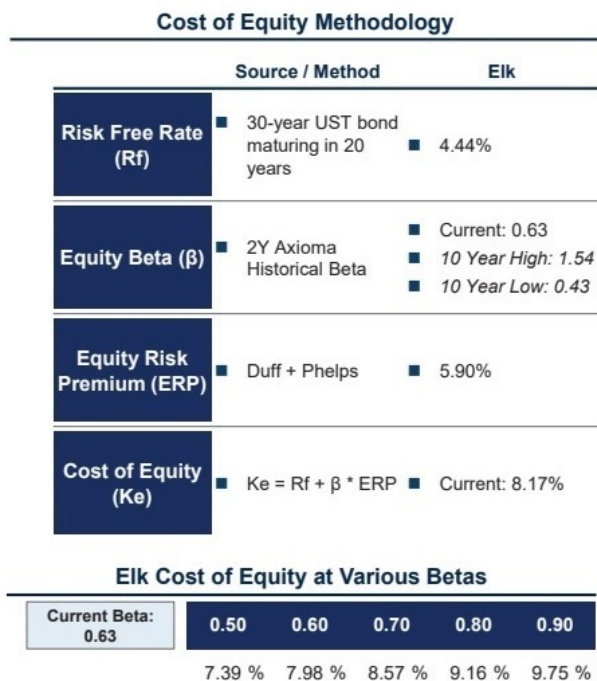 Cost of Equity Methodology
Source / Method
Elk
Risk Free Rate
(Rf)
■ 30-year UST bond
maturing in 20
years
■ 4.44%
Equity Beta (β)
■ 2Y Axioma
Historical Beta
■ Current: 0.63
■ 10 Year High: 1.54
■ 10 Year Low: 0.43
Equity Risk
Premium (ERP)
■ Duff + Phelps
■ 5.90%
Cost of Equity
(Ke)
■ Ke = Rf + β * ERP
■ Current: 8.17%
Elk Cost of Equity at Various Betas
Current Beta:
0.63
0.50 0.60 0.70 0.80 0.90
7.39 % 7.98 % 8.57 % 9.16 % 9.75 %